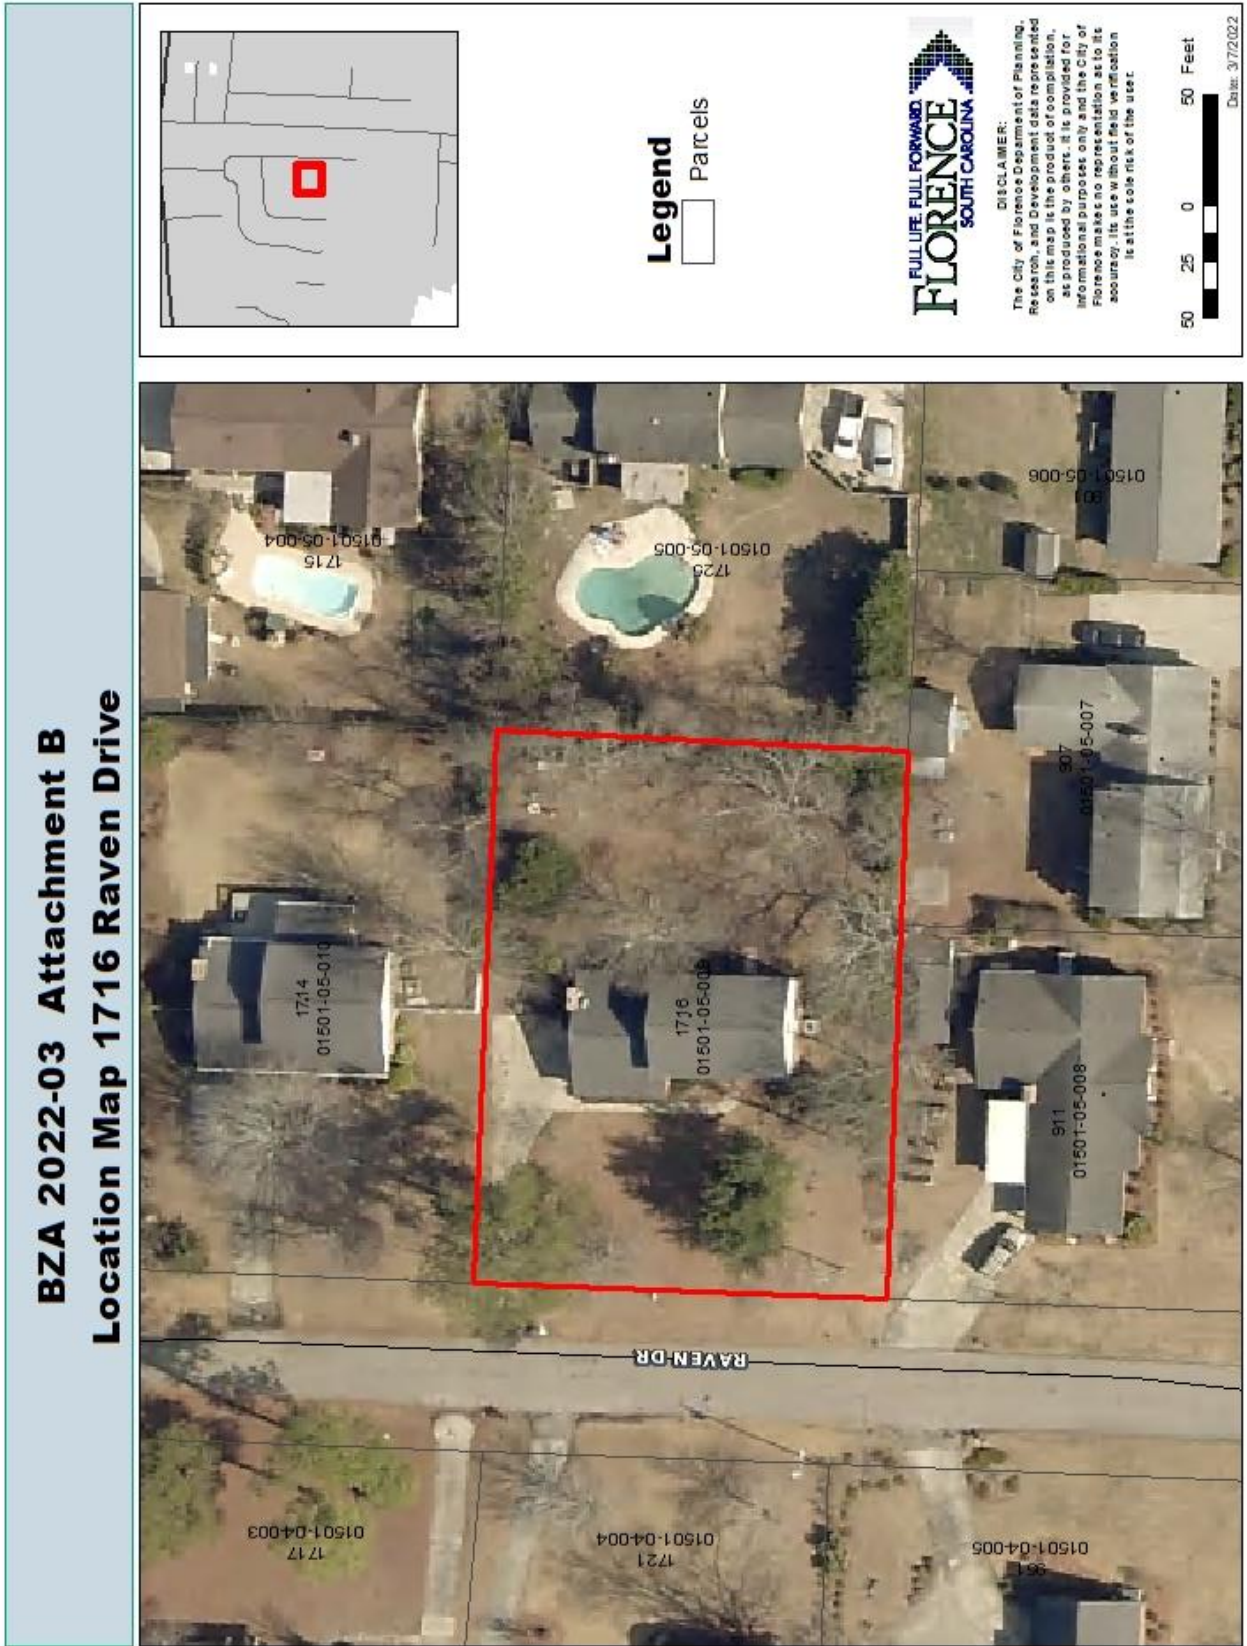 BZA 2022-03 Attachment B
Location Map 1716 Raven Drive
1715
01501-05-004
1725
01501-05-005
01501-05-006
1714
01501-05-010
1716
01501-05-009
907
01501-05-007
911
01501-05-008
RAVEN DR
1717
01501-04-003
1721
01501-04-004
951
01501-04-005
Legend
Parcels
FULL LIFE. FULL FORWARD.
FLORENCE
SOUTH CAROLINA
DISCLAIMER:
The City of Florence Deparment of Planning,
Research, and Development data represented
on this map is the product of compilation,
as produced by others. It is provided for
informational purposes only and the City of
Florence makes no representation as to its
accuracy. Its use without field verification
is at the sole risk of the user.
50 25 0 50 Feet
Date: 3/7/2022